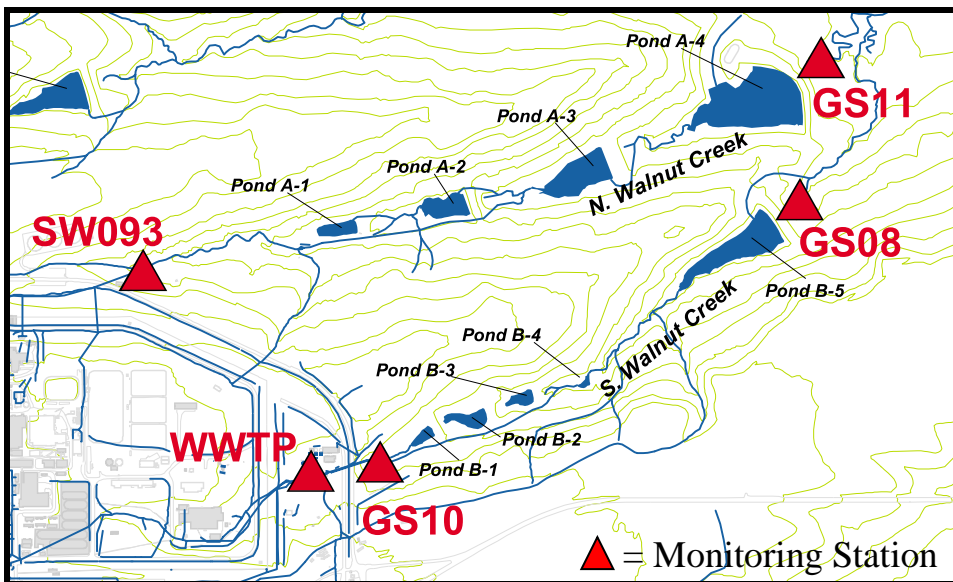 Pond A-4
GS11
Pond A-3
N. Walnut Creek
Pond A-2
Pond A-1
SW093
GS08
Pond B-5
S. Walnut Creek
Pond B-4
Pond B-3
Pond B-2
Pond B-1
WWTP
GS10
= Monitoring Station